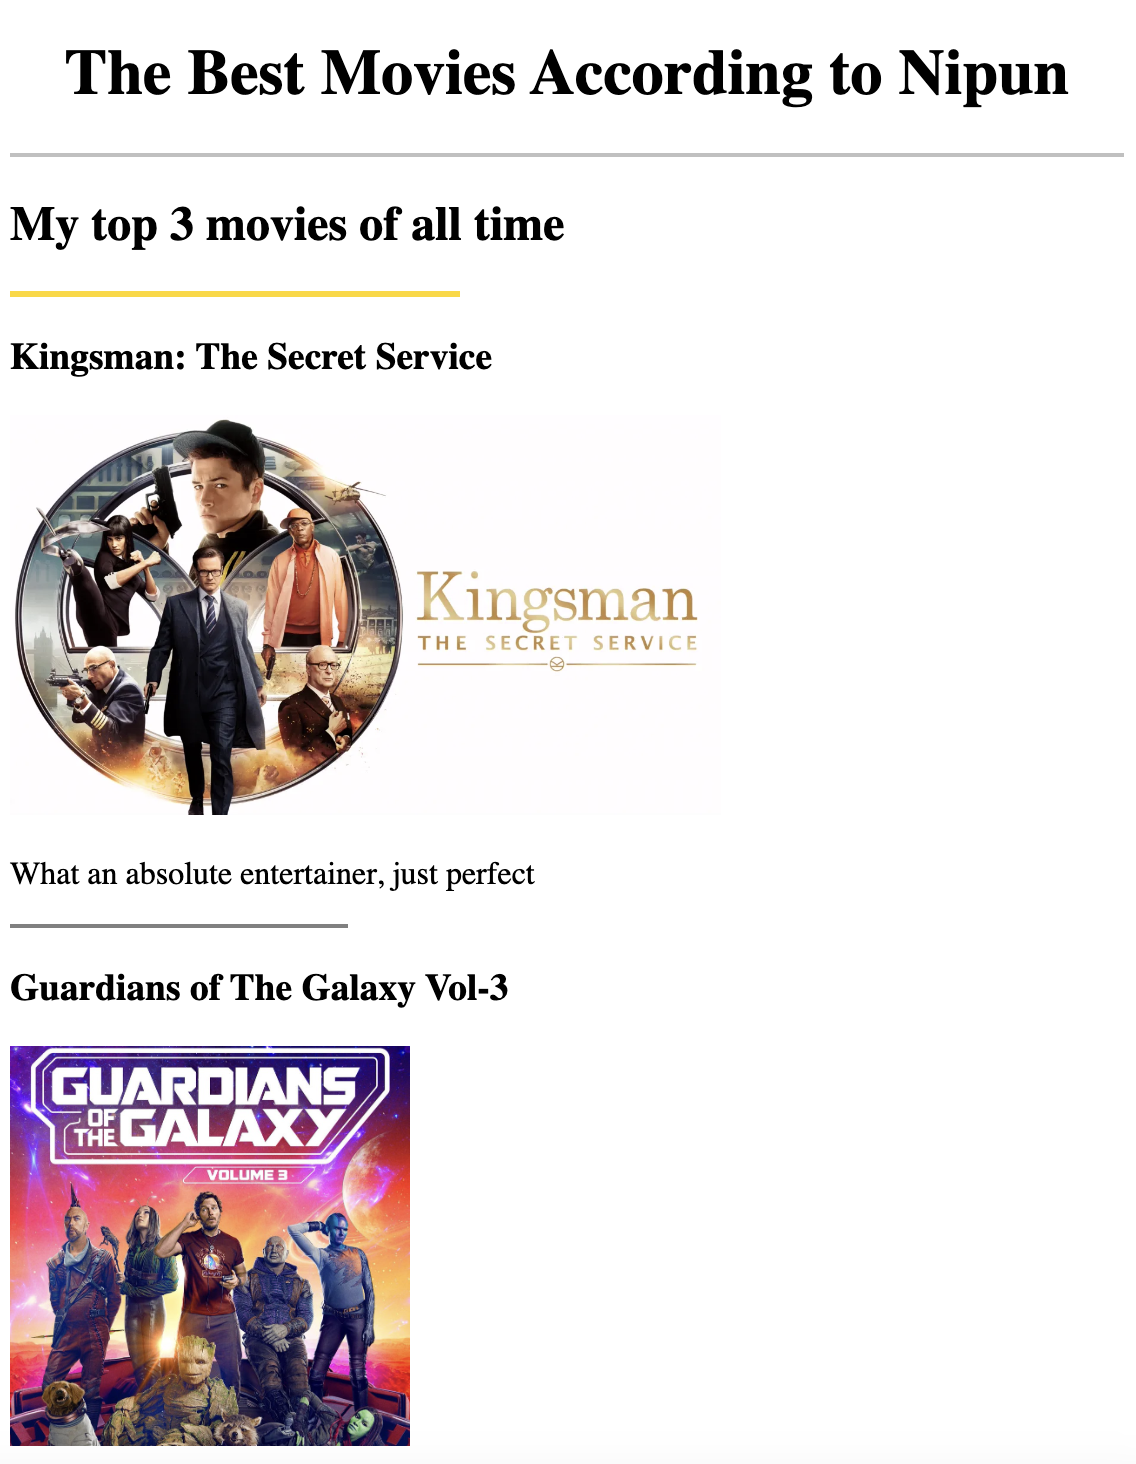 The Best Movies According to Nipun
My top 3 movies of all time
Kingsman: The Secret Service
Kingsman
THE SECRET SERVICE
What an absolute entertainer, just perfect
Guardians of The Galaxy Vol-3
GUARDIANS
OF
THE GALAXY
VOLUME 3